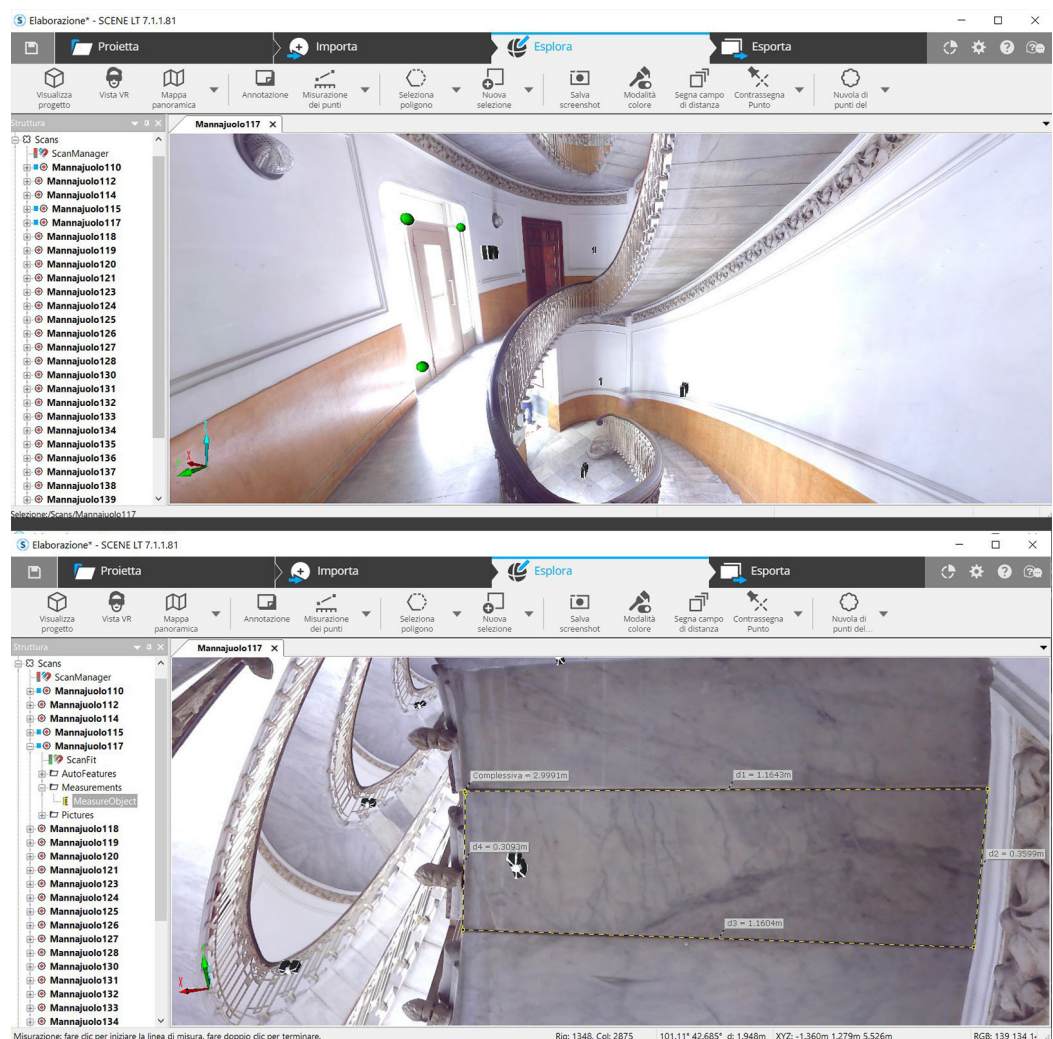 Elaborazione* - SCENE LT 7.1.1.81
Proietta
Importa
Esplora
Esporta
Visualizza progetto
Vista VR
Mappa panoramica
Annotazione
Misurazione dei punti
Seleziona poligono
Nuova selezione
Salva screenshot
Modalità colore
Segna campo di distanza
Contrassegna Punto
Nuvola di punti del
Struttura
Mannajuolo117
Scans
ScanManager
Mannajuolo110
Mannajuolo112
Mannajuolo114
Mannajuolo115
Mannajuolo117
Mannajuolo118
Mannajuolo119
Mannajuolo120
Mannajuolo121
Mannajuolo123
Mannajuolo124
Mannajuolo125
Mannajuolo126
Mannajuolo127
Mannajuolo128
Mannajuolo130
Mannajuolo131
Mannajuolo132
Mannajuolo133
Mannajuolo134
Mannajuolo135
Mannajuolo136
Mannajuolo137
Mannajuolo138
Mannajuolo139
Selezione:/Scans/Mannajuolo117
Elaborazione* - SCENE LT 7.1.1.81
Proietta
Importa
Esplora
Esporta
Visualizza progetto
Vista VR
Mappa panoramica
Annotazione
Misurazione dei punti
Seleziona poligono
Nuova selezione
Salva screenshot
Modalità colore
Segna campo di distanza
Contrassegna Punto
Nuvola di punti del...
Struttura
Mannajuolo117
Scans
ScanManager
Mannajuolo110
Mannajuolo112
Mannajuolo114
Mannajuolo115
Mannajuolo117
ScanFit
AutoFeatures
Measurements
MeasureObject
Pictures
Mannajuolo118
Mannajuolo119
Mannajuolo120
Mannajuolo121
Mannajuolo123
Mannajuolo124
Mannajuolo125
Mannajuolo126
Mannajuolo127
Mannajuolo128
Mannajuolo130
Mannajuolo131
Mannajuolo132
Mannajuolo133
Mannajuolo134
Complessiva = 2.9991m
d1 = 1.1643m
d4 = 0.3093m
d2 = 0.3599m
d3 = 1.1604m
Misurazione: fare clic per iniziare la linea di misura, fare doppio clic per terminare.
Rig: 1348, Col: 2875
101.11° 42.685° d: 1.948m XYZ: -1.360m 1.279m 5.526m
RGB: 139 134 1